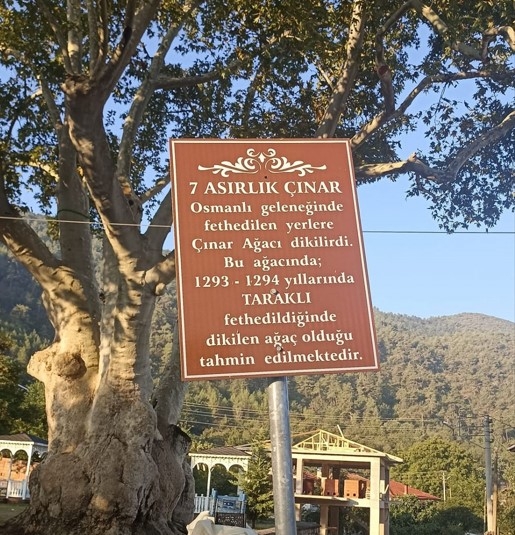 7 ASIRLIK ÇINAR
Osmanlı geleneğinde
fethedilen yerlere
Çınar Ağacı dikilirdi.
Bu ağacında;
1293 - 1294 yıllarında
TARAKLI
fethedildiğinde
dikilen ağaç olduğu
tahmin edilmektedir.